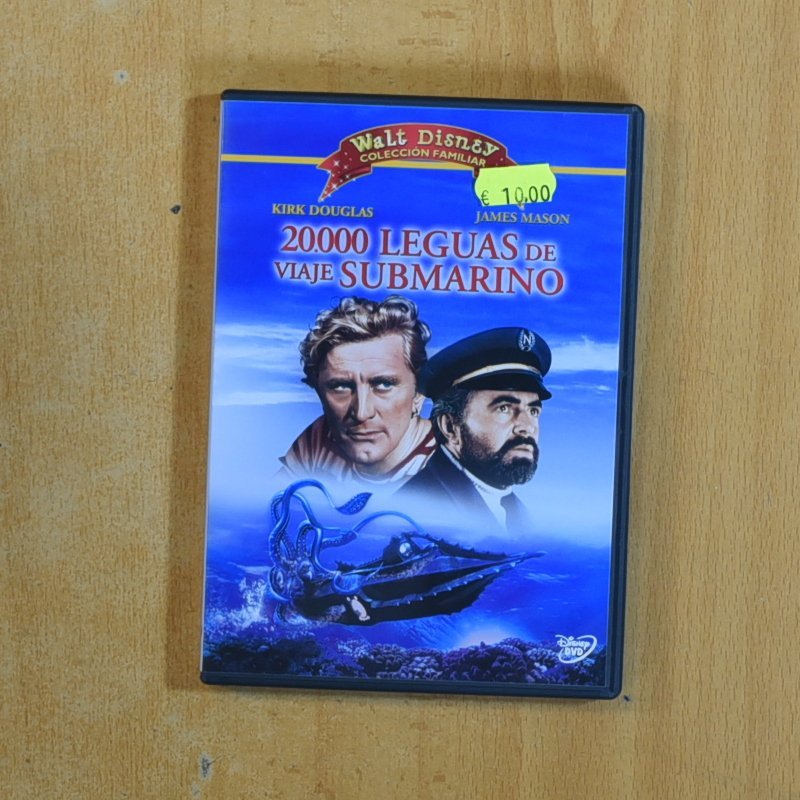 Walt Disney
COLECCIÓN FAMILIAR
€ 10,00
KIRK DOUGLAS
JAMES MASON
20.000 LEGUAS DE
VIAJE SUBMARINO
N
DISNEY
DVD